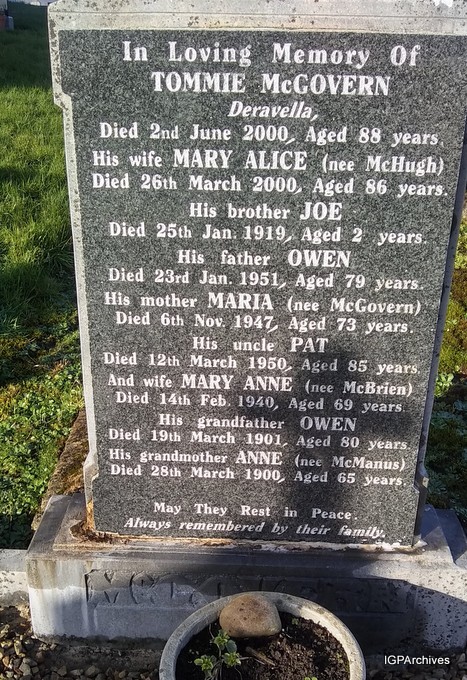 In Loving Memory Of
TOMMIE McGOVERN
Deravella,
Died 2nd June 2000, Aged 88 years.
His wife MARY ALICE (nee McHugh)
Died 26th March 2000, Aged 86 years.
His brother JOE
Died 25th Jan. 1919, Aged 2 years.
His father OWEN
Died 23rd Jan. 1951, Aged 79 years.
His mother MARIA (nee McGovern)
Died 6th Nov. 1947, Aged 73 years.
His uncle PAT
Died 12th March 1950, Aged 85 years.
And wife MARY ANNE (nee McBrien)
Died 14th Feb. 1940, Aged 69 years
His grandfather OWEN
Died 19th March 1901, Aged 80 years
His grandmother ANNE (nee McManus)
Died 28th March 1900, Aged 65 years.
May They Rest in Peace.
Always remembered by their family.
IGPArchives